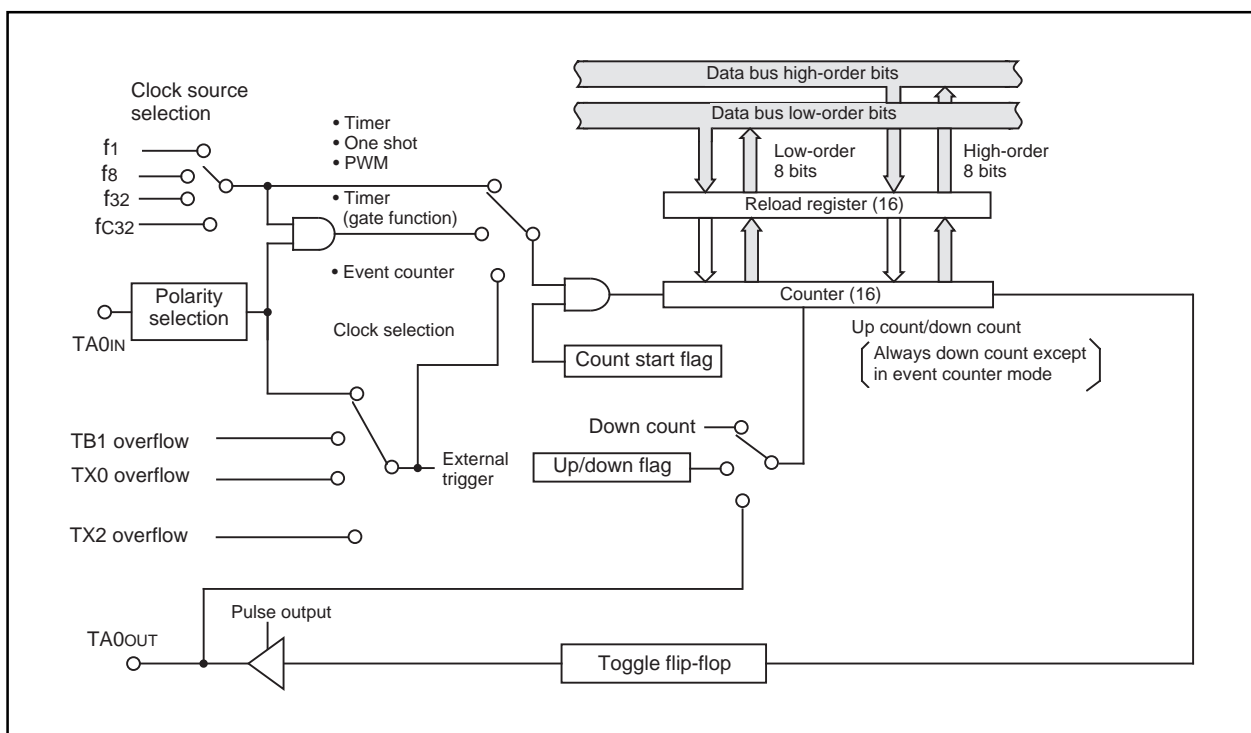 Data bus high-order bits
Data bus low-order bits
Low-order
8 bits
High-order
8 bits
Reload register (16)
Counter (16)
Up count/down count
Always down count except
in event counter mode
Clock source
selection
f1
f8
f32
fC32
• Timer
• One shot
• PWM
• Timer
(gate function)
• Event counter
Clock selection
Polarity
selection
TA0IN
Count start flag
TB1 overflow
TX0 overflow
TX2 overflow
External
trigger
Down count
Up/down flag
Pulse output
TA0OUT
Toggle flip-flop